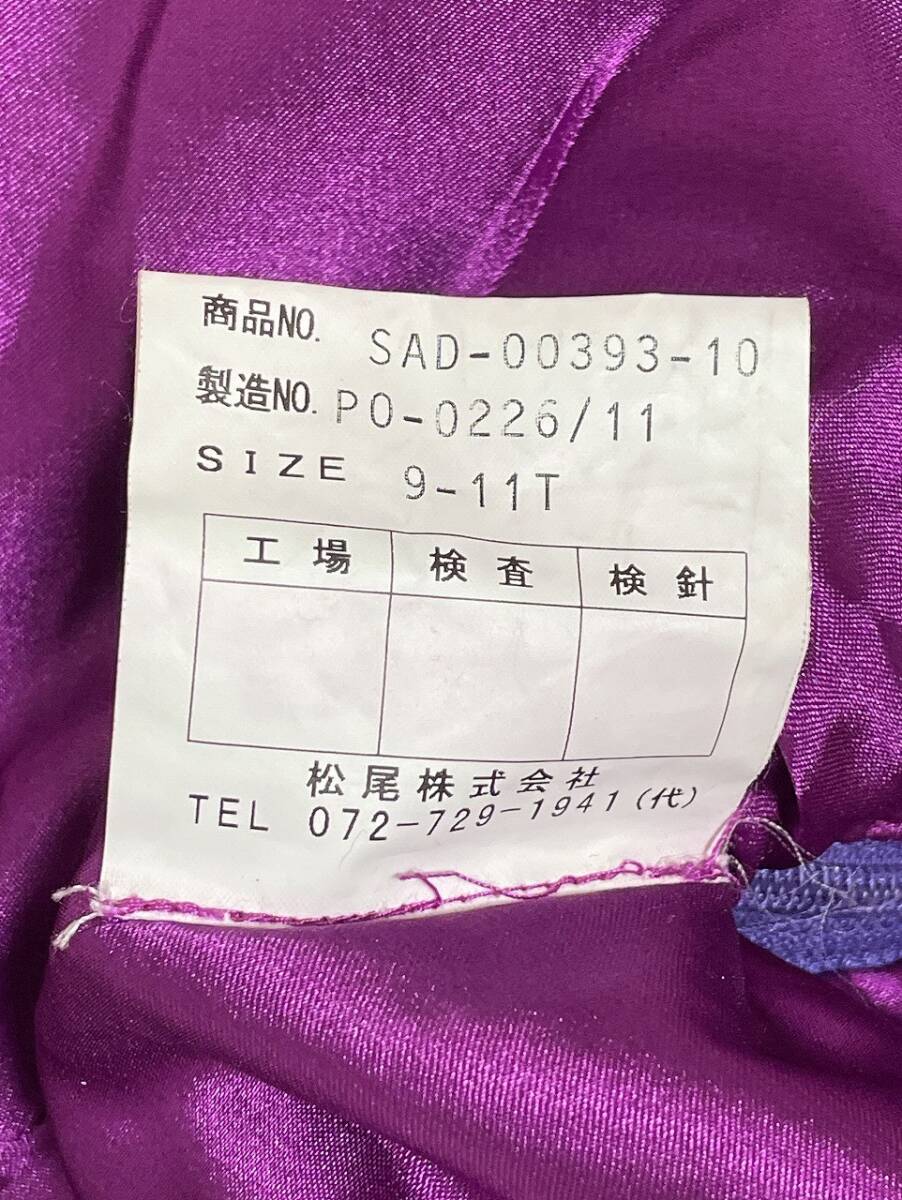 商品NO. SAD-00393-10
製造NO. PO-0226/11
SIZE 9-11T
工場 検査 検針
松尾株式会社
TEL 072-729-1941(代)